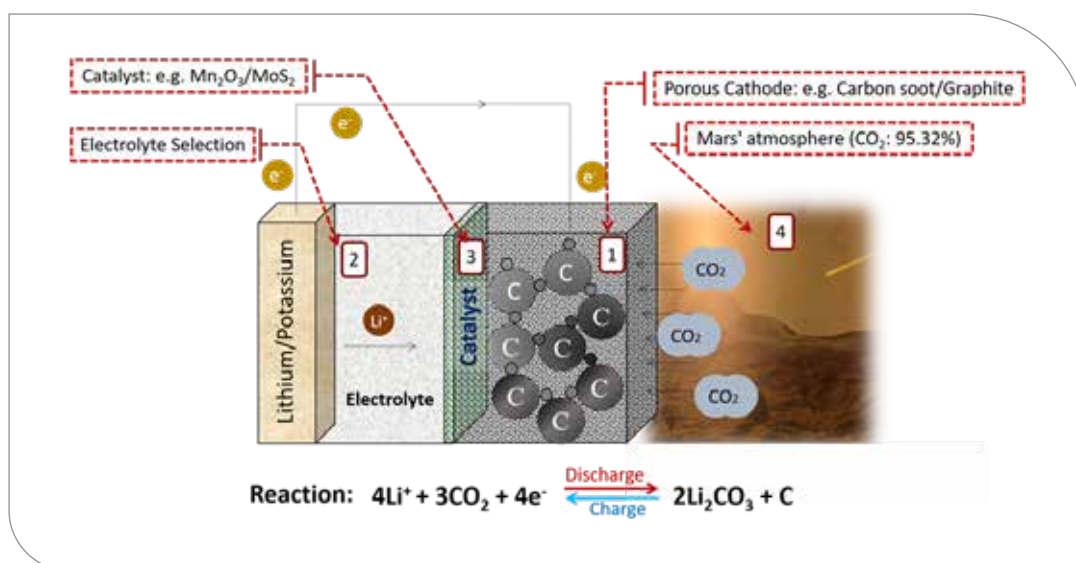 Catalyst: e.g. Mn₂O₃/MoS₂
Porous Cathode: e.g. Carbon soot/Graphite
Electrolyte Selection
Mars' atmosphere (CO₂: 95.32%)
e⁻
e⁻
e⁻
Lithium/Potassium
2
Li⁺
Electrolyte
3
Catalyst
1
C
C
C
C
C
C
C
C
4
CO₂
CO₂
CO₂
Reaction: 4Li⁺ + 3CO₂ + 4e⁻ Discharge Charge 2Li₂CO₃ + C